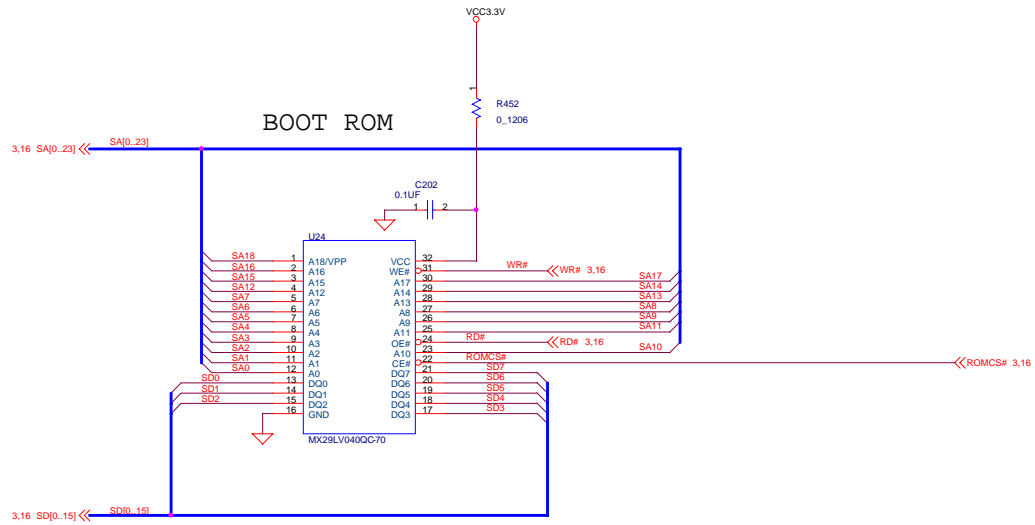 VCC3.3V
1
R452
0_1206
BOOT ROM
3,16 SA[0..23]
SA[0..23]
C202
0.1UF
1 2
U24
SA18 1 A18/VPP VCC 32
SA16 2 A16 WE# 31 WR# WR# 3,16
SA15 3 A15 A17 30 SA17
SA12 4 A12 A14 29 SA14
SA7 5 A7 A13 28 SA13
SA6 6 A6 A8 27 SA8
SA5 7 A5 A9 26 SA9
SA4 8 A4 A11 25 SA11
SA3 9 A3 OE# 24 RD# RD# 3,16
SA2 10 A2 A10 23 SA10
SA1 11 A1 CE# 22 ROMCS# ROMCS# 3,16
SA0 12 A0 DQ7 21 SD7
SD0 13 DQ0 DQ6 20 SD6
SD1 14 DQ1 DQ5 19 SD5
SD2 15 DQ2 DQ4 18 SD4
16 GND DQ3 17 SD3
MX29LV040QC-70
3,16 SD[0..15]
SD[0..15]